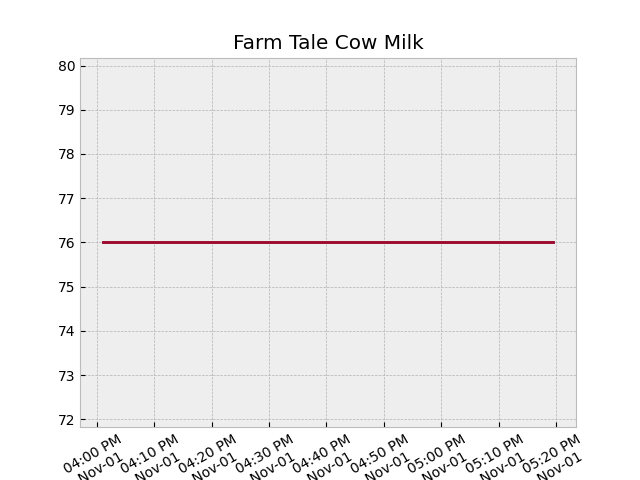 Farm Tale Cow Milk
80
79
78
77
76
75
74
73
72
04:00 PM
Nov-01
04:10 PM
Nov-01
04:20 PM
Nov-01
04:30 PM
Nov-01
04:40 PM
Nov-01
04:50 PM
Nov-01
05:00 PM
Nov-01
05:10 PM
Nov-01
05:20 PM
Nov-01